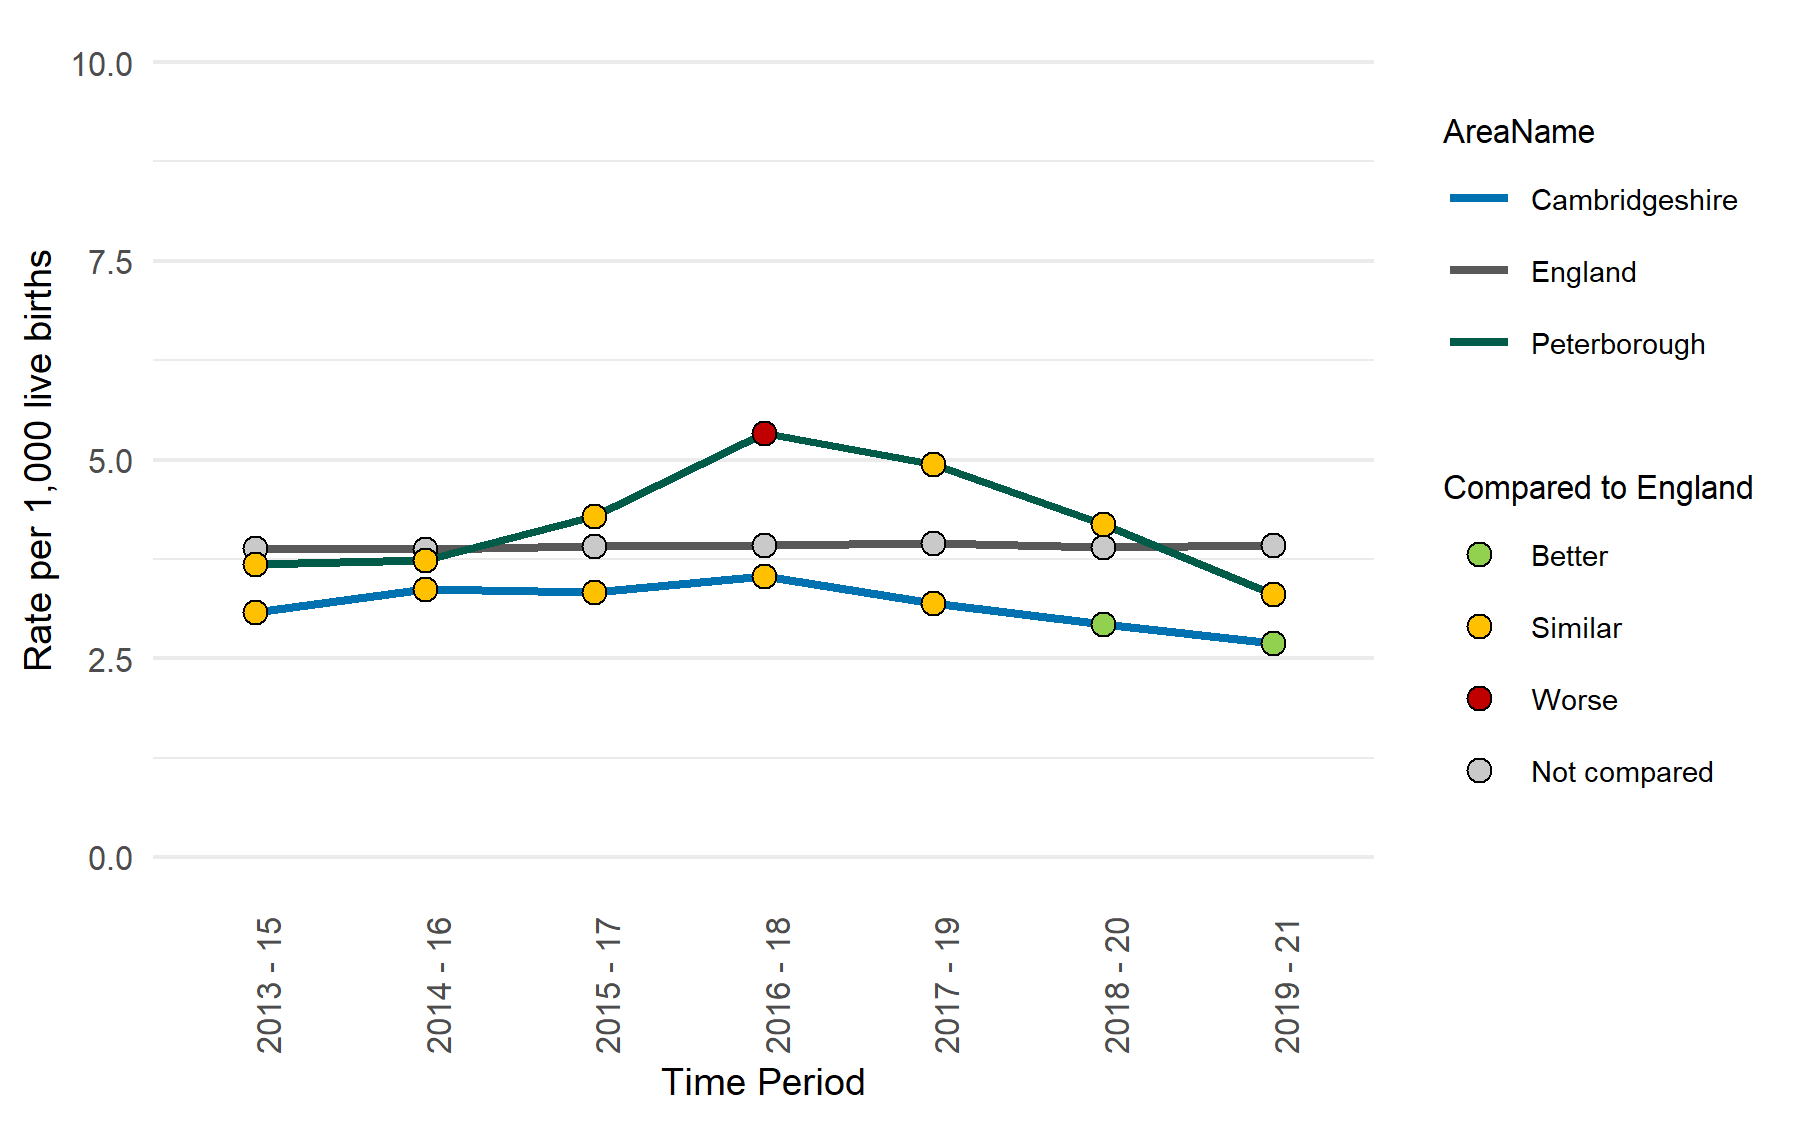 10.0
7.5
5.0
2.5
0.0
Rate per 1,000 live births
2013 - 15
2014 - 16
2015 - 17
2016 - 18
2017 - 19
2018 - 20
2019 - 21
Time Period
AreaName
Cambridgeshire
England
Peterborough
Compared to England
Better
Similar
Worse
Not compared